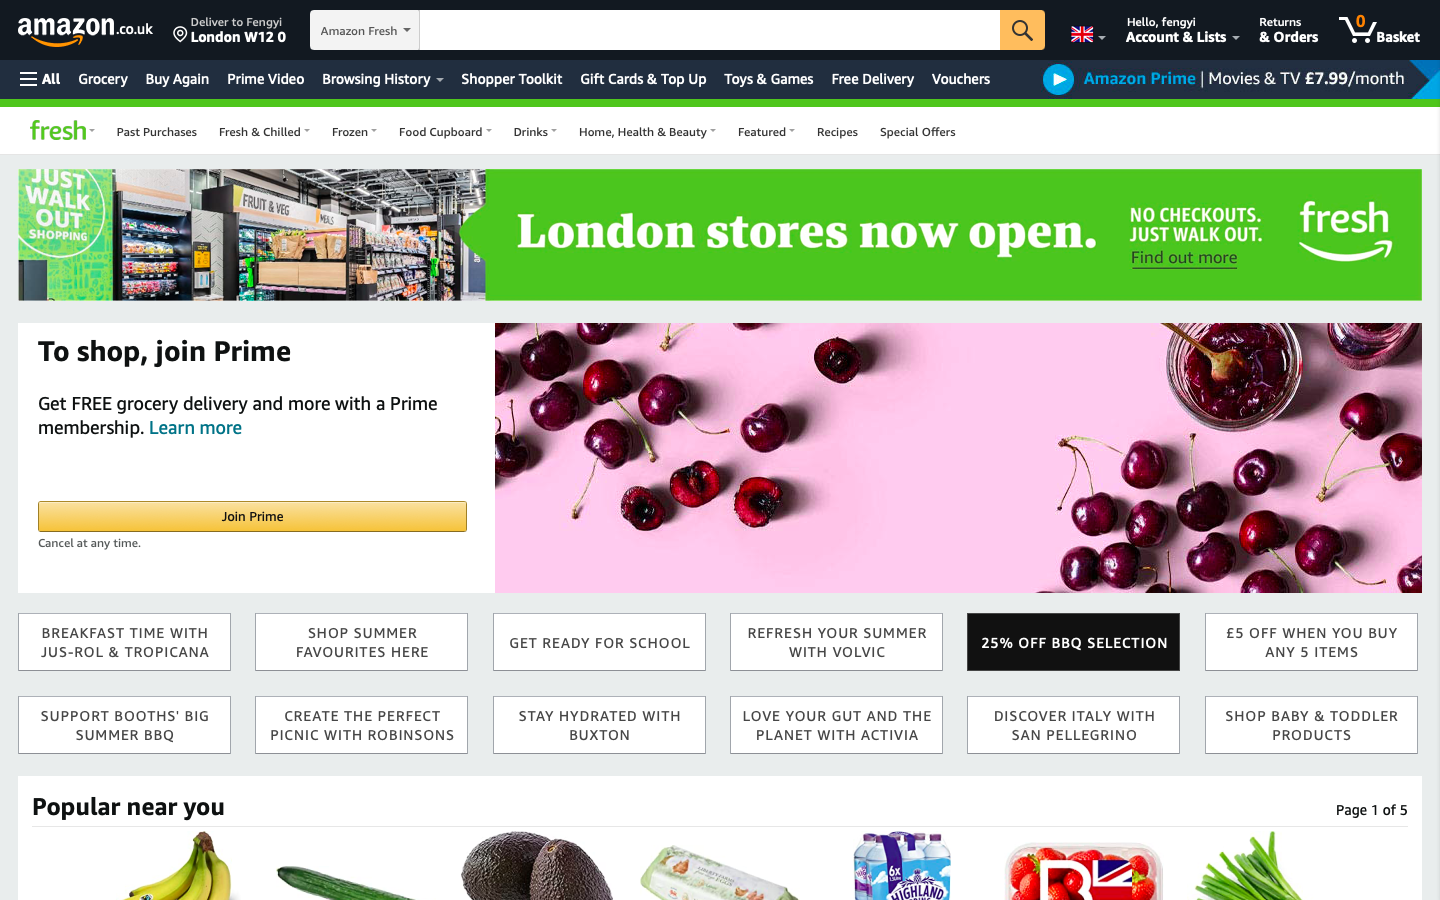 amazon.co.uk
Deliver to Fengyi
London W12 0
Amazon Fresh
Hello, fengyi
Account & Lists
Returns
& Orders
0
Basket
All
Grocery
Buy Again
Prime Video
Browsing History
Shopper Toolkit
Gift Cards & Top Up
Toys & Games
Free Delivery
Vouchers
Amazon Prime | Movies & TV £7.99/month
fresh
Past Purchases
Fresh & Chilled
Frozen
Food Cupboard
Drinks
Home, Health & Beauty
Featured
Recipes
Special Offers
JUST
WALK
OUT
SHOPPING
FRUIT & VEG
London stores now open.
NO CHECKOUTS.
JUST WALK OUT.
Find out more
fresh
To shop, join Prime
Get FREE grocery delivery and more with a Prime
membership. Learn more
Join Prime
Cancel at any time.
BREAKFAST TIME WITH
JUS-ROL & TROPICANA
SHOP SUMMER
FAVOURITES HERE
GET READY FOR SCHOOL
REFRESH YOUR SUMMER
WITH VOLVIC
25% OFF BBQ SELECTION
£5 OFF WHEN YOU BUY
ANY 5 ITEMS
SUPPORT BOOTHS' BIG
SUMMER BBQ
CREATE THE PERFECT
PICNIC WITH ROBINSONS
STAY HYDRATED WITH
BUXTON
LOVE YOUR GUT AND THE
PLANET WITH ACTIVIA
DISCOVER ITALY WITH
SAN PELLEGRINO
SHOP BABY & TODDLER
PRODUCTS
Popular near you
Page 1 of 5
6x
HIGHLAND